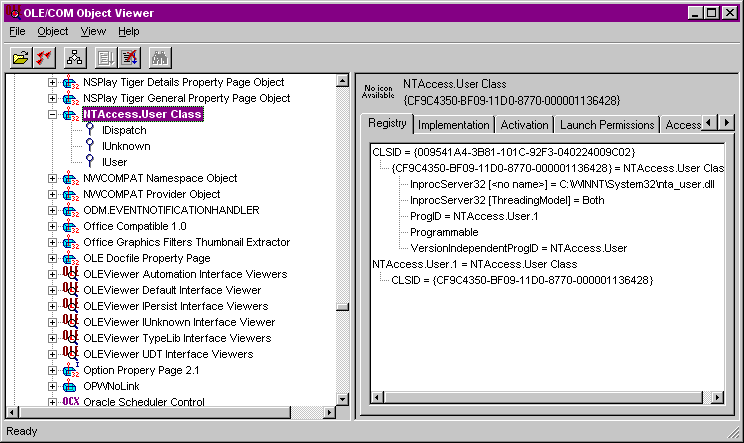 OLE/COM Object Viewer
File Object View Help
NSPlay Tiger Details Property Page Object
NSPlay Tiger General Property Page Object
NTAccess.User Class
IDispatch
IUnknown
IUser
NWCOMPAT Namespace Object
NWCOMPAT Provider Object
ODM.EVENTNOTIFICATIONHANDLER
Office Compatible 1.0
Office Graphics Filters Thumbnail Extractor
OLE Docfile Property Page
OLEViewer Automation Interface Viewers
OLEViewer Default Interface Viewer
OLEViewer IPersist Interface Viewers
OLEViewer IUnknown Interface Viewer
OLEViewer TypeLib Interface Viewers
OLEViewer UDT Interface Viewers
Option Propery Page 2.1
OPWNoLink
OCX Oracle Scheduler Control
No icon
Available
NTAccess.User Class
{CF9C4350-BF09-11D0-8770-000001136428}
Registry Implementation Activation Launch Permissions Access
CLSID = {009541A4-3B81-101C-92F3-040224009C02}
{CF9C4350-BF09-11D0-8770-000001136428} = NTAccess.User Clas
InprocServer32 [<no name>] = C:\WINNT\System32\nta_user.dll
InprocServer32 [ThreadingModel] = Both
ProgID = NTAccess.User.1
Programmable
VersionIndependentProgID = NTAccess.User
NTAccess.User.1 = NTAccess.User Class
CLSID = {CF9C4350-BF09-11D0-8770-000001136428}
Ready